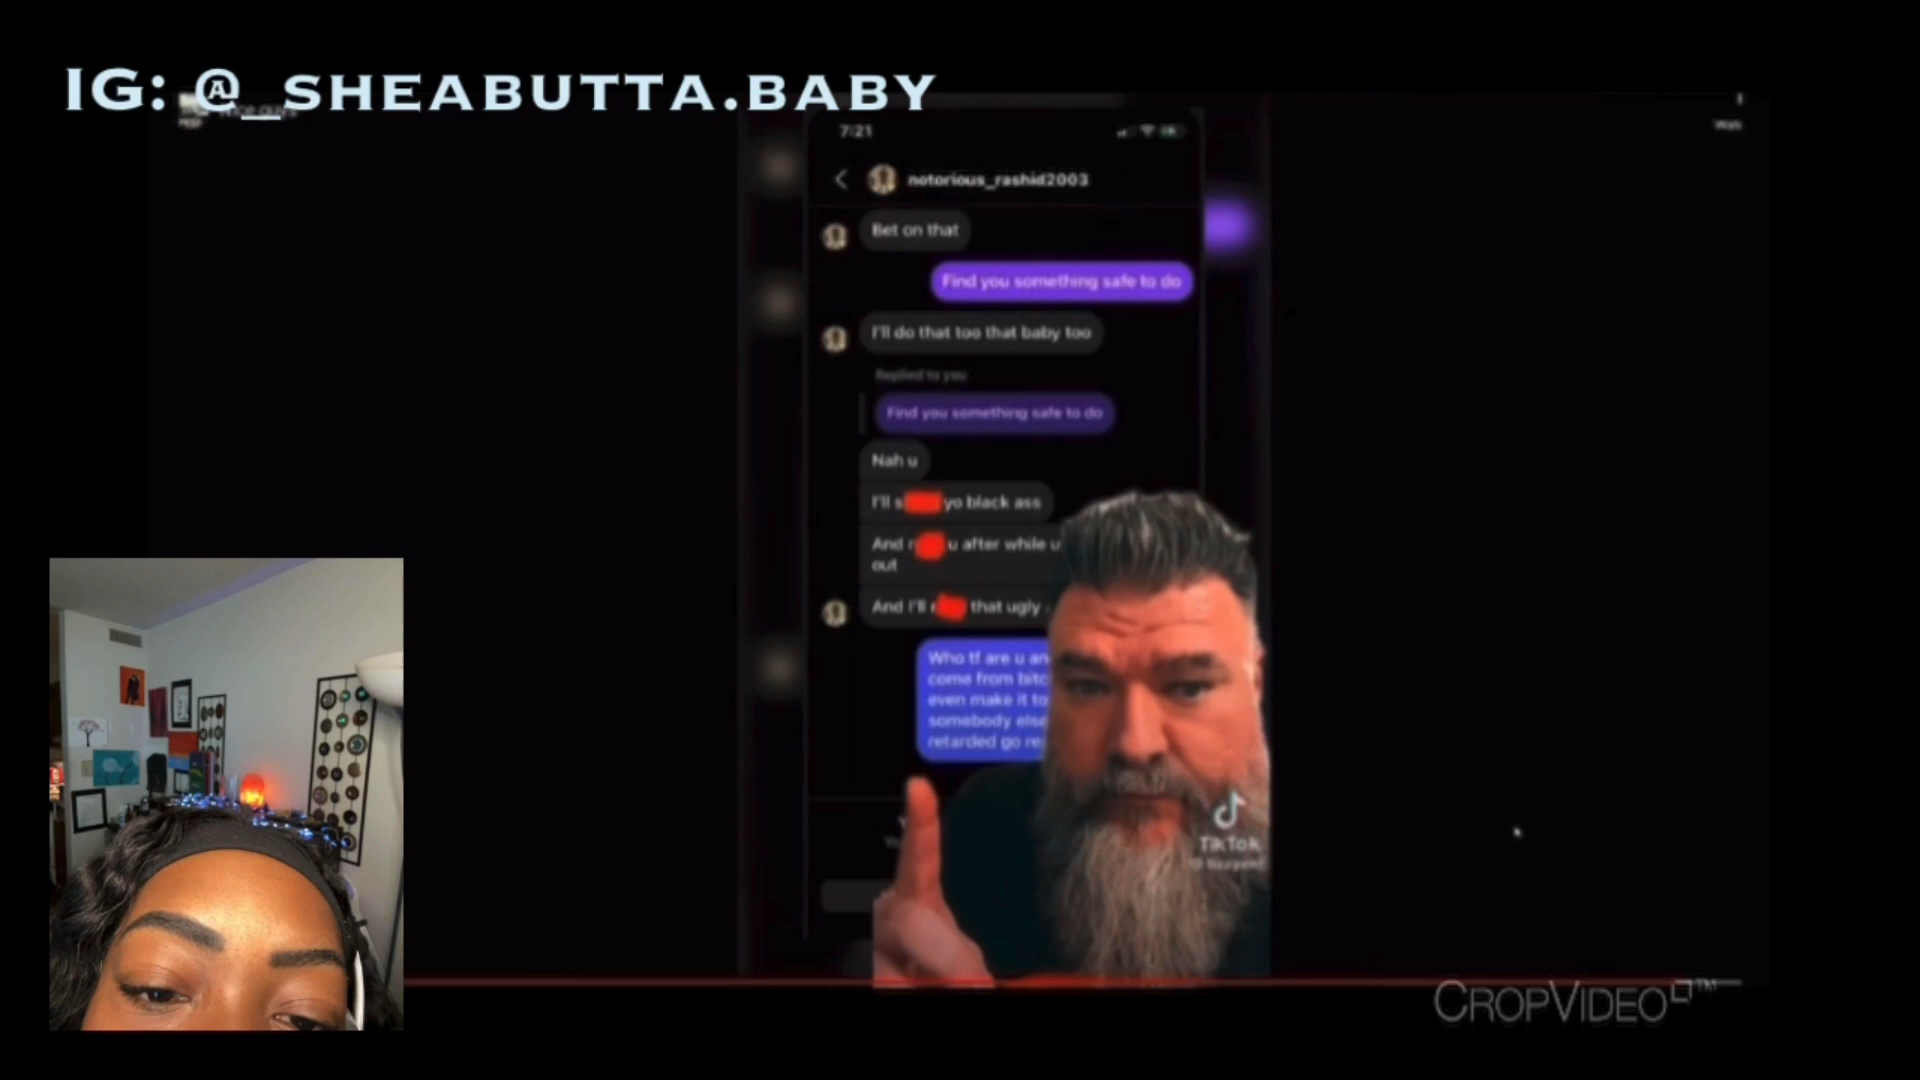 IG: @_SHEABUTTA.BABY
7:21
notorious_rashid2003
Bet on that
Find you something safe to do
I'll do that too that baby too
Replied to you
Find you something safe to do
Nah u
I'll s yo black ass
And r u after while u
out
And I'll r that ugly
Who tf are u an
come from bitc
even make it to
somebody else
retarded go re
TikTok
CROPVIDEO™